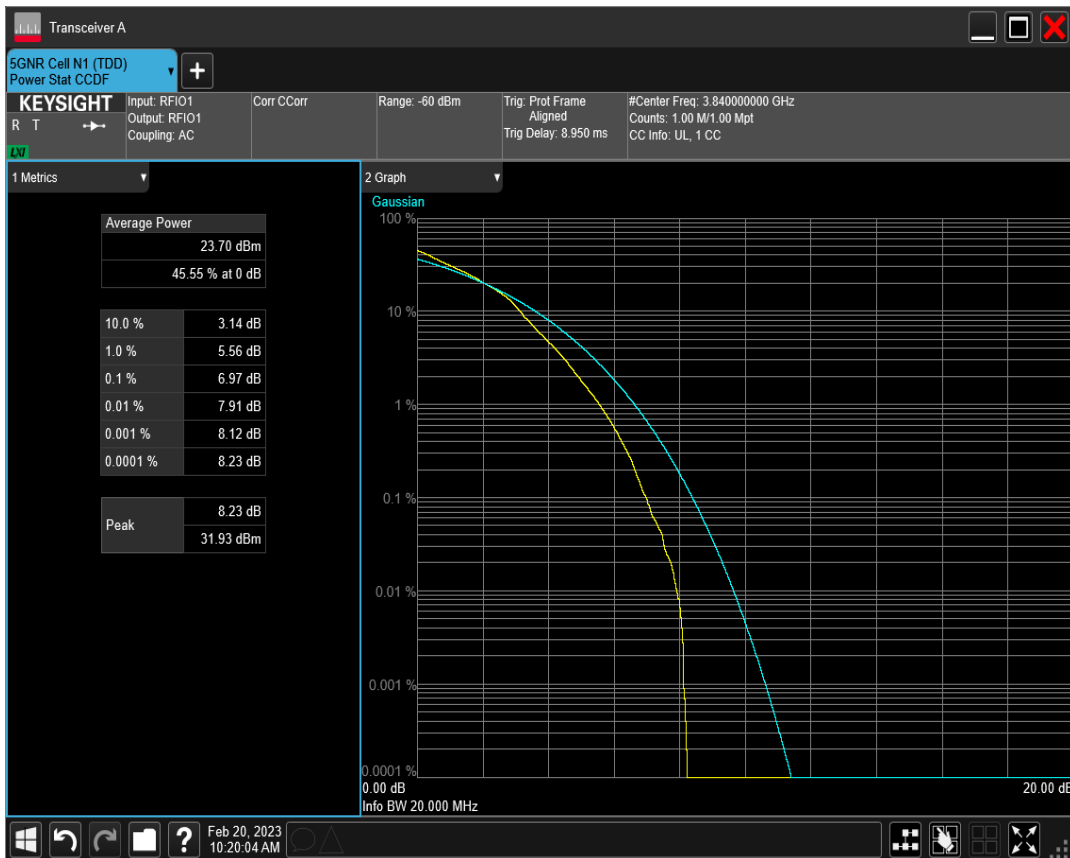 Transceiver A
5GNR Cell N1 (TDD)
Power Stat CCDF
KEYSIGHT
R T
LXI
Input: RFIO1
Output: RFIO1
Coupling: AC
Corr CCorr
Range: -60 dBm
Trig: Prot Frame
Aligned
Trig Delay: 8.950 ms
#Center Freq: 3.840000000 GHz
Counts: 1.00 M/1.00 Mpt
CC Info: UL, 1 CC
1 Metrics
Average Power
23.70 dBm
45.55 % at 0 dB
10.0 % 3.14 dB
1.0 % 5.56 dB
0.1 % 6.97 dB
0.01 % 7.91 dB
0.001 % 8.12 dB
0.0001 % 8.23 dB
Peak
8.23 dB
31.93 dBm
2 Graph
Gaussian
100 %
10 %
1 %
0.1 %
0.01 %
0.001 %
0.0001 %
0.00 dB 20.00 dB
Info BW 20.000 MHz
?
Feb 20, 2023
10:20:04 AM